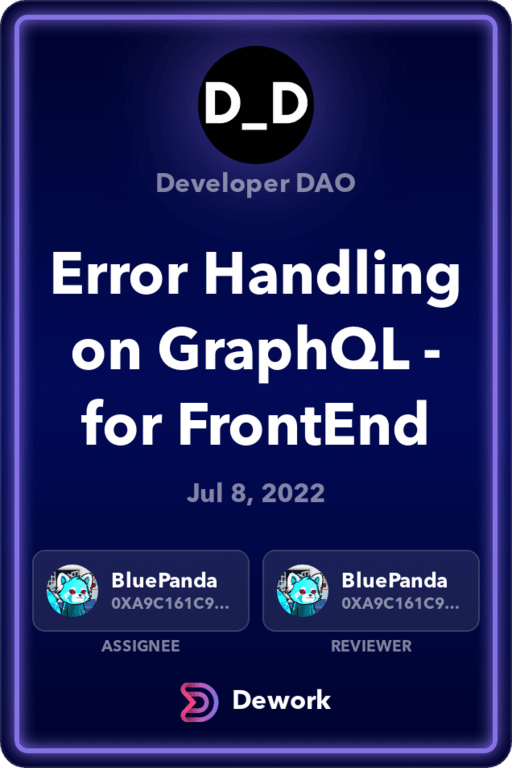 D_D
Developer DAO
Error Handling
on GraphQL -
for FrontEnd
Jul 8, 2022
BluePanda
0XA9C161C9...
ASSIGNEE
BluePanda
0XA9C161C9...
REVIEWER
Dework